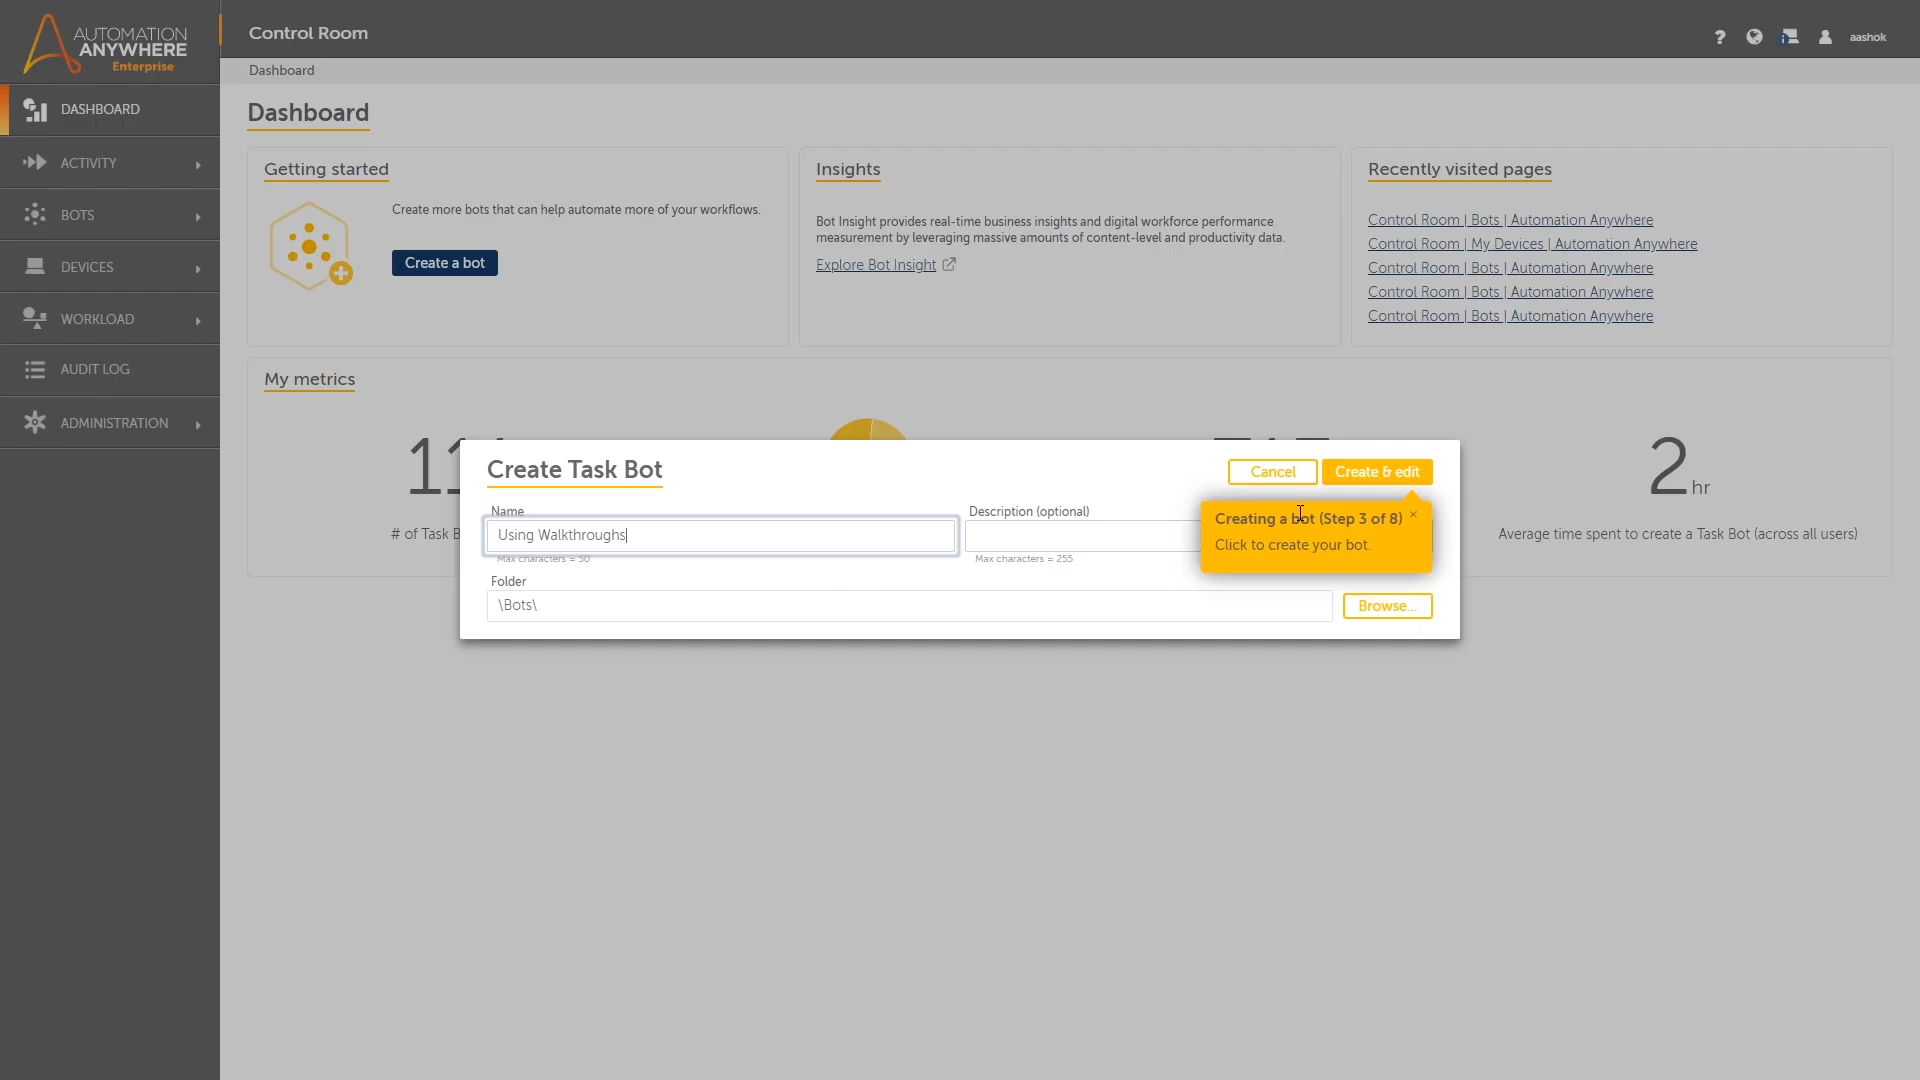 AUTOMATION
ANYWHERE
Enterprise
Control Room
? aashok
Dashboard
DASHBOARD
ACTIVITY
BOTS
DEVICES
WORKLOAD
AUDIT LOG
ADMINISTRATION
Dashboard
Getting started
Create more bots that can help automate more of your workflows.
Create a bot
Insights
Bot Insight provides real-time business insights and digital workforce performance
measurement by leveraging massive amounts of content-level and productivity data.
Explore Bot Insight
Recently visited pages
Control Room | Bots | Automation Anywhere
Control Room | My Devices | Automation Anywhere
Control Room | Bots | Automation Anywhere
Control Room | Bots | Automation Anywhere
Control Room | Bots | Automation Anywhere
My metrics
# of Task B
2 hr
Average time spent to create a Task Bot (across all users)
Create Task Bot
Cancel
Create & edit
Name
Using Walkthroughs
Max characters = 50
Description (optional)
Max characters = 255
Creating a bot (Step 3 of 8) ×
Click to create your bot.
Folder
\Bots\
Browse...